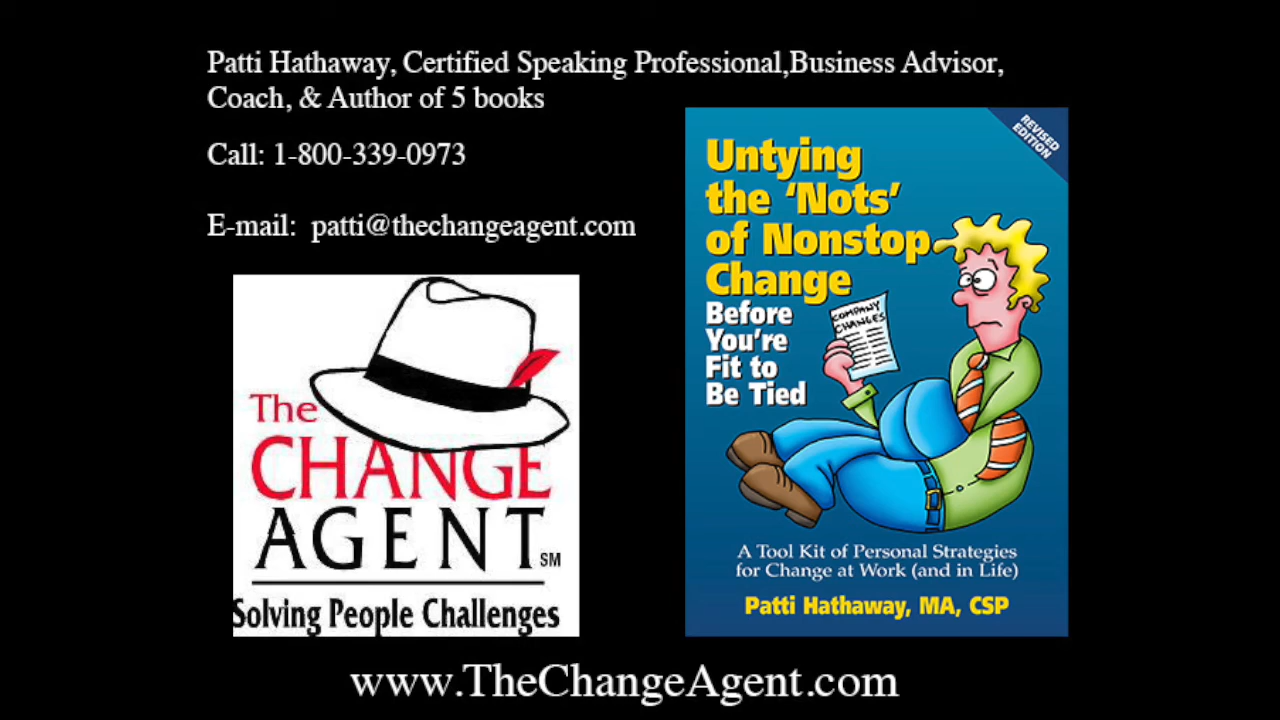 Patti Hathaway, Certified Speaking Professional,Business Advisor,
Coach, & Author of 5 books
Call: 1-800-339-0973
E-mail:  patti@thechangeagent.com
The
CHANGE
AGENT SM
Solving People Challenges
REVISED
EDITION
Untying
the ‘Nots’
of Nonstop
Change
Before
You’re
Fit to
Be Tied
COMPANY
CHANGES
A Tool Kit of Personal Strategies
for Change at Work (and in Life)
Patti Hathaway, MA, CSP
www.TheChangeAgent.com